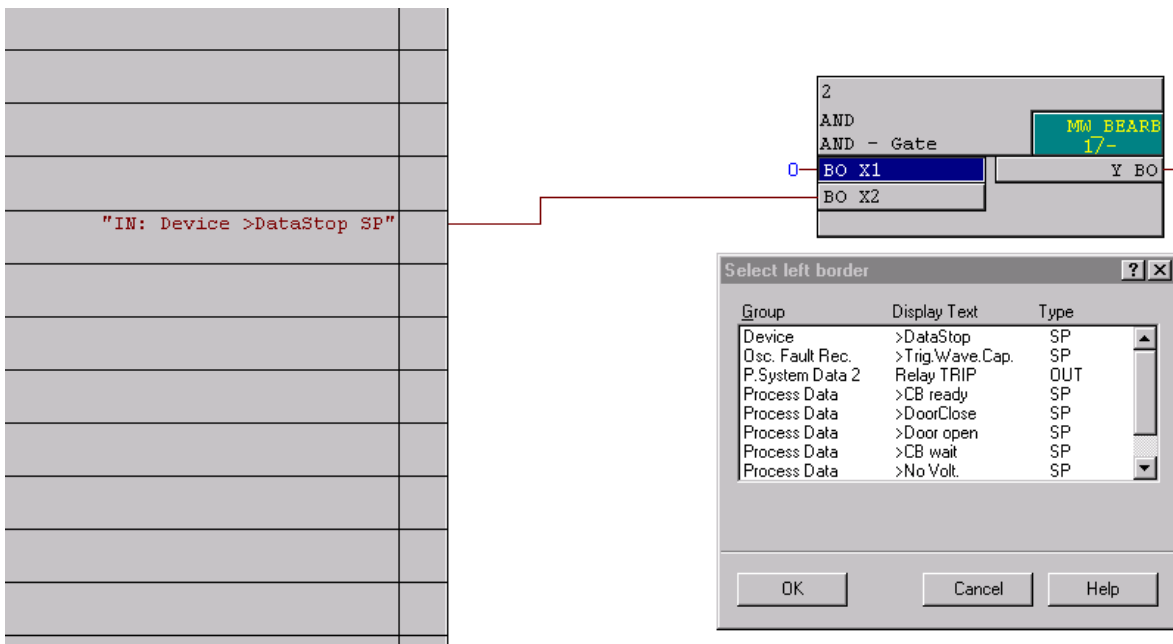 2
AND
AND - Gate
MW_BEARB
1/-
0
BO X1
Y BO
BO X2
"IN: Device >DataStop SP"
Select left border
Group Display Text Type
Device >DataStop SP
Osc. Fault Rec. >Trig.Wave.Cap. SP
P.System Data 2 Relay TRIP OUT
Process Data >CB ready SP
Process Data >DoorClose SP
Process Data >Door open SP
Process Data >CB wait SP
Process Data >No Volt. SP
OK Cancel Help